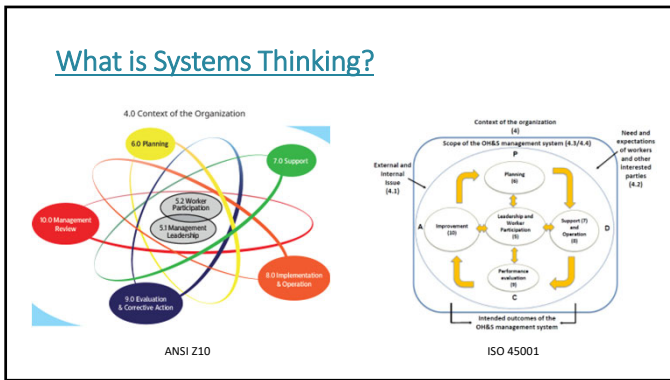 What is Systems Thinking?
4.0 Context of the Organization
6.0 Planning
7.0 Support
5.2 Worker
Participation
5.1 Management
Leadership
10.0 Management
Review
8.0 Implementation
& Operation
9.0 Evaluation
& Corrective Action
ANSI Z10
Context of the organization
(4)
Scope of the OH&S management system (4.3/4.4)
Need and
expectations
of workers
and other
interested
parties
(4.2)
External and
Internal
Issue
(4.1)
P
Planning
(6)
A
Improvement
(10)
Leadership and
Worker
Participation
(5)
Support (7)
and
Operation
(8)
D
Performance
evaluation
(9)
C
Intended outcomes of the
OH&S management system
ISO 45001